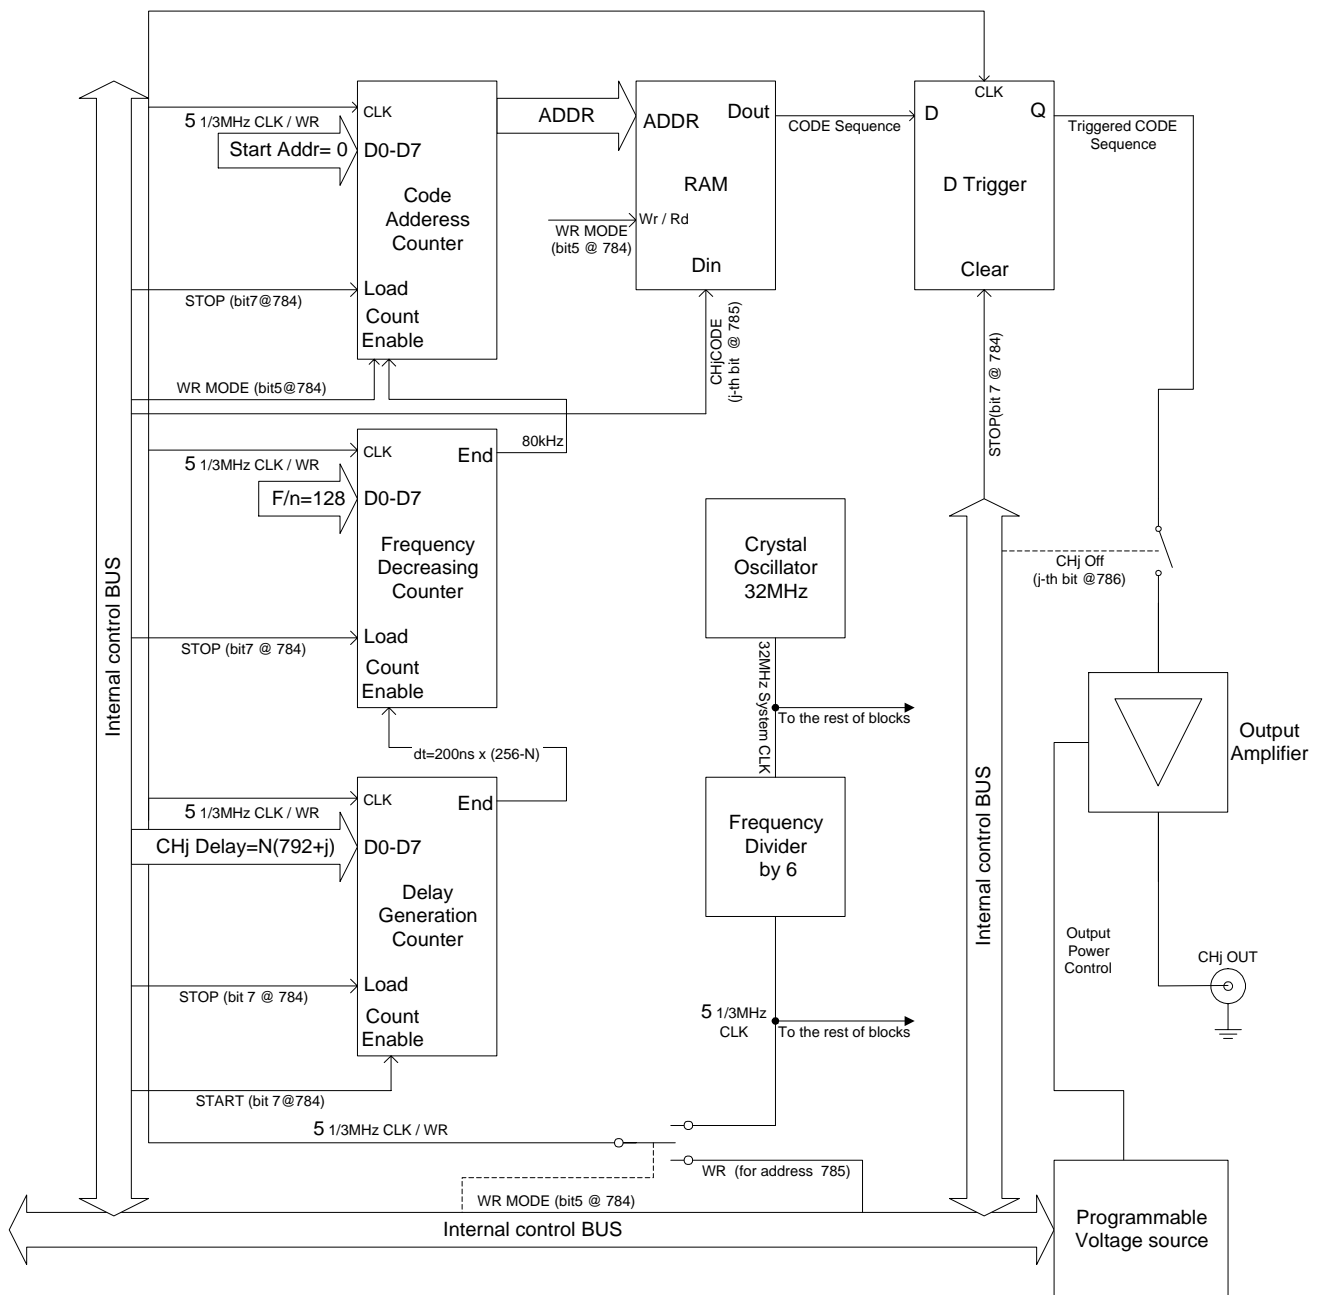 CLK
5 1/3MHz CLK / WR
Start Addr= 0
D0-D7
Code
Adderess
Counter
STOP (bit7@784)
Load
Count
Enable
WR MODE (bit5@784)
ADDR
ADDR
Dout
RAM
Wr / Rd
WR MODE
(bit5 @ 784)
Din
CHjCODE
(j-th bit @ 785)
CODE Sequence
CLK
D
Q
D Trigger
Clear
STOP(bit 7 @ 784)
Triggered CODE
Sequence
CLK
5 1/3MHz CLK / WR
End
80kHz
F/n=128
D0-D7
Frequency
Decreasing
Counter
STOP (bit7 @ 784)
Load
Count
Enable
Internal control BUS
dt=200ns x (256-N)
CLK
5 1/3MHz CLK / WR
End
CHj Delay=N(792+j)
D0-D7
Delay
Generation
Counter
STOP (bit 7 @ 784)
Load
Count
Enable
START (bit 7@784)
Crystal
Oscillator
32MHz
32MHz System CLK
To the rest of blocks
Frequency
Divider
by 6
5 1/3MHz
CLK
To the rest of blocks
Internal control BUS
CHj Off
(j-th bit @786)
Output
Amplifier
Output
Power
Control
CHj OUT
5 1/3MHz CLK / WR
WR (for address 785)
WR MODE (bit5 @ 784)
Internal control BUS
Programmable
Voltage source